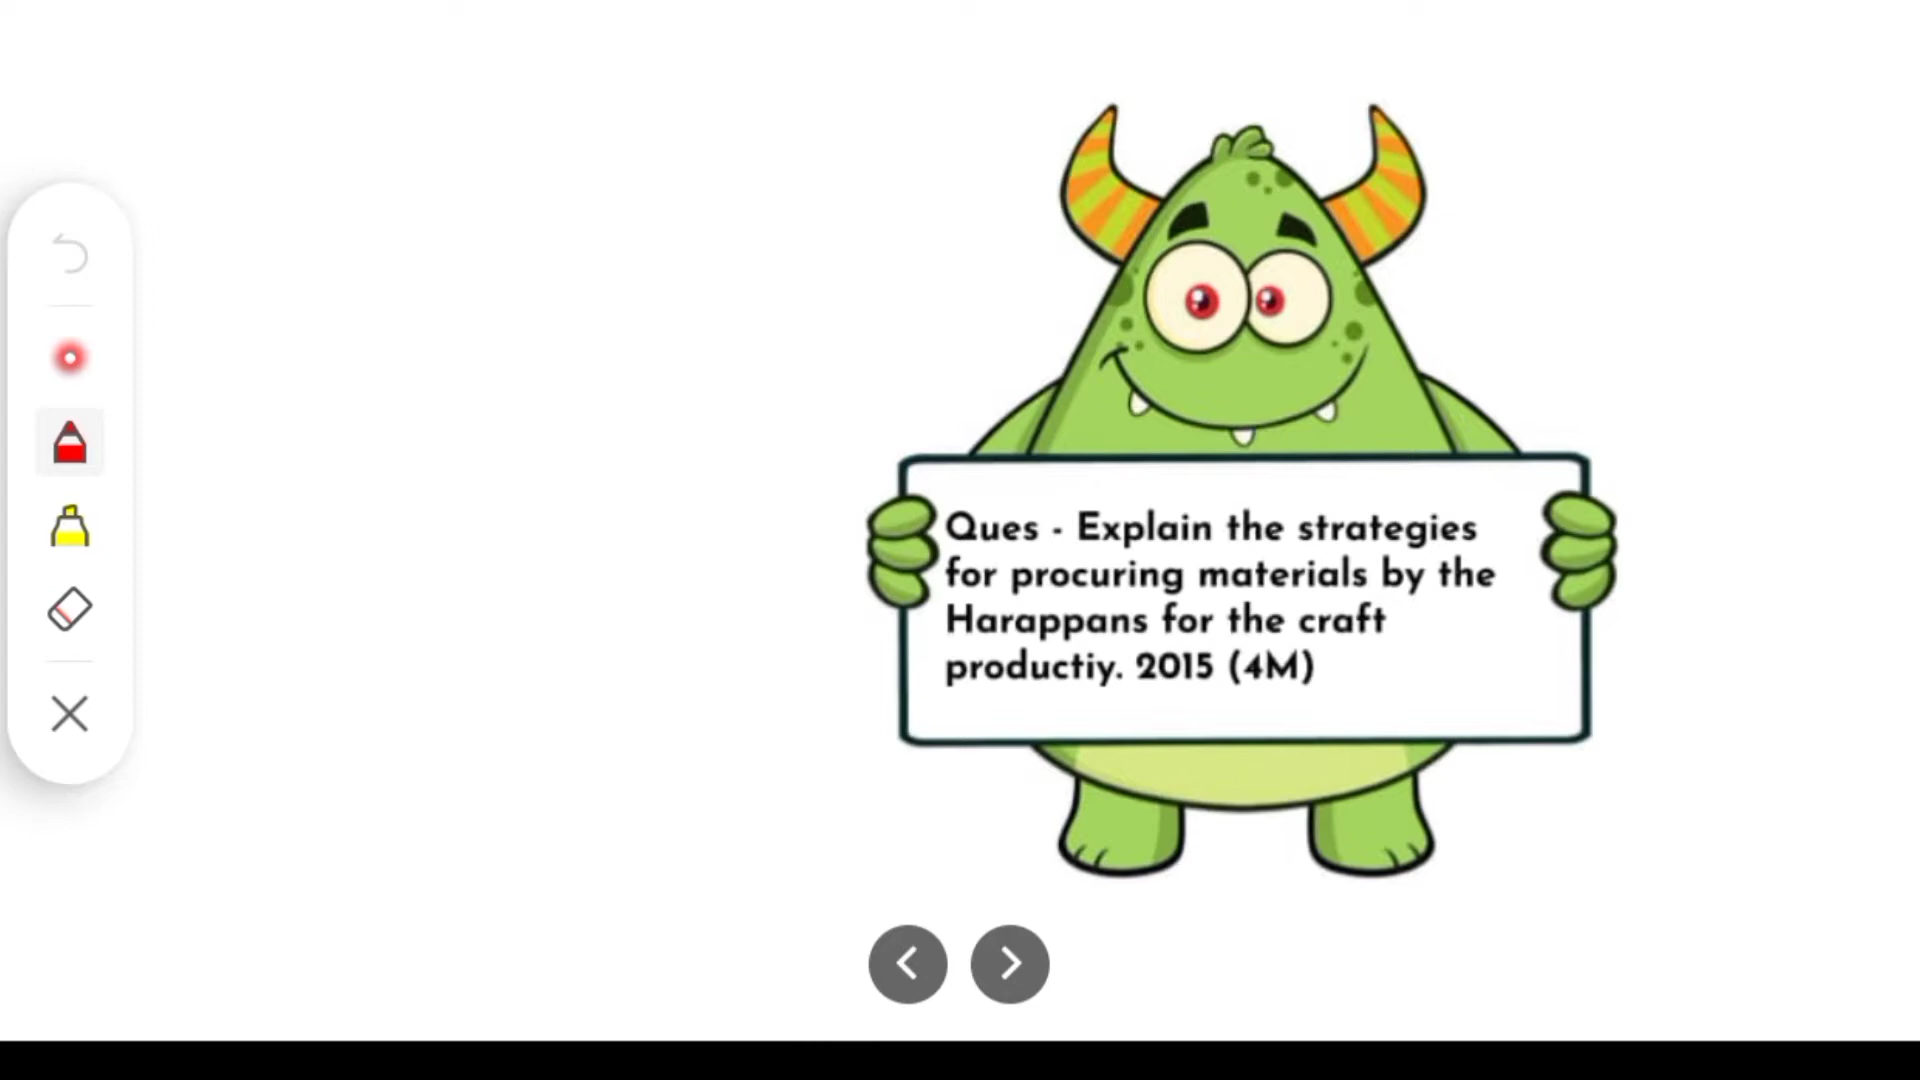 Ques - Explain the strategies
for procuring materials by the
Harappans for the craft
productiy. 2015 (4M)